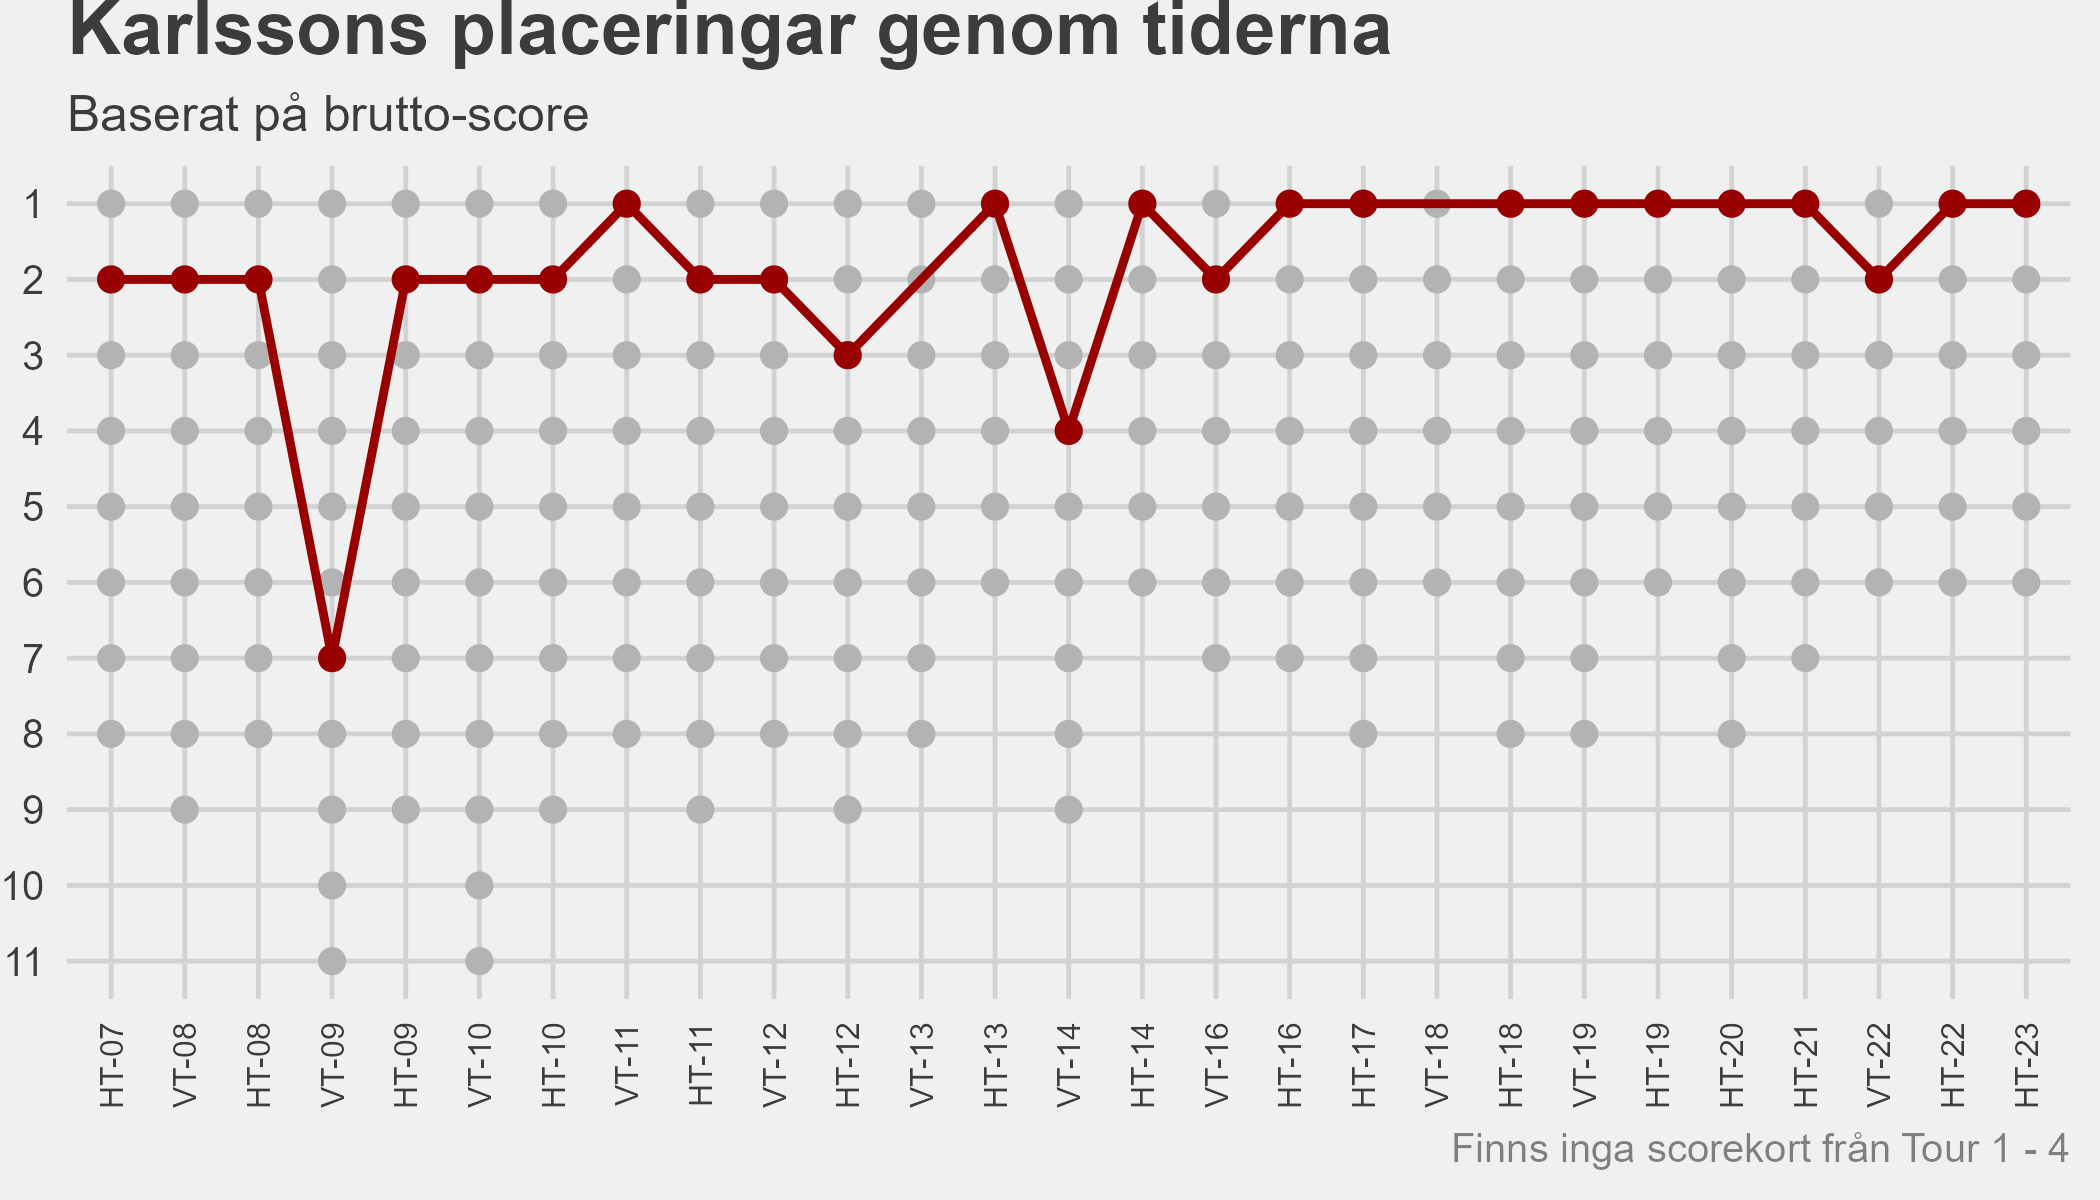 Karlssons placeringar genom tiderna
Baserat på brutto-score
1
2
3
4
5
6
7
8
9
10
11
HT-07
VT-08
HT-08
VT-09
HT-09
VT-10
HT-10
VT-11
HT-11
VT-12
HT-12
VT-13
HT-13
VT-14
HT-14
VT-16
HT-16
HT-17
VT-18
HT-18
VT-19
HT-19
HT-20
HT-21
VT-22
HT-22
HT-23
Finns inga scorekort från Tour 1 - 4